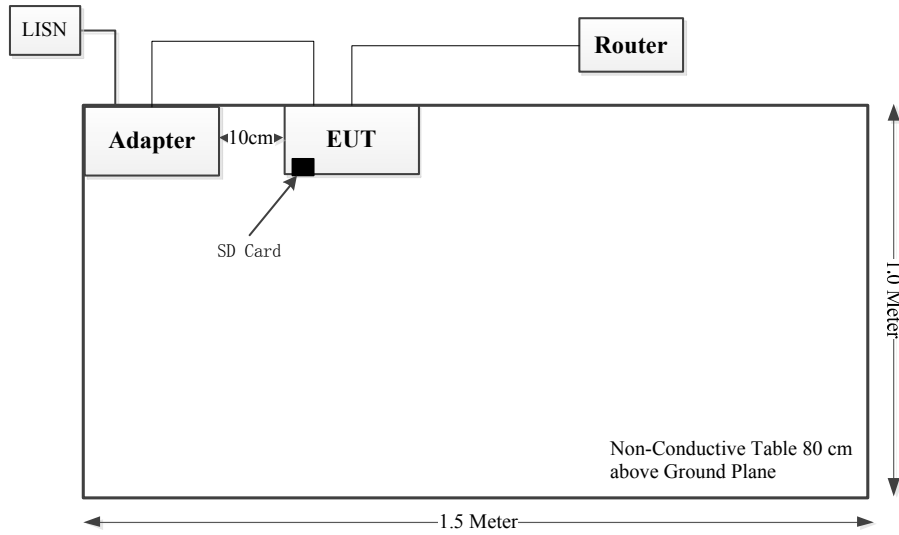 LISN
Router
Adapter
10cm
EUT
SD Card
1.0 Meter
Non-Conductive Table 80 cm
above Ground Plane
1.5 Meter